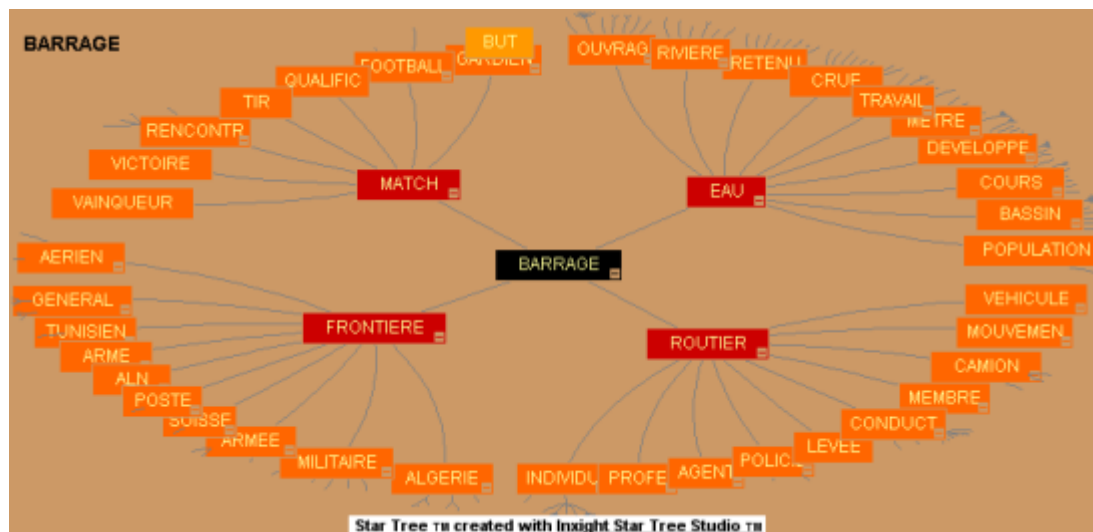 BARRAGE
BUT
GARDIEN
FOOTBALL
QUALIFIC
TIR
RENCONTR
VICTOIRE
VAINQUEUR
MATCH
OUVRAG
RIVIERE
RETENU
CRUE
TRAVAIL
METRE
DEVELOPPE
COURS
BASSIN
POPULATION
EAU
BARRAGE
AERIEN
GENERAL
TUNISIEN
ARME
ALN
POSTE
SUISSE
ARMEE
MILITAIRE
ALGERIE
FRONTIERE
VEHICULE
MOUVEMEN
CAMION
MEMBRE
CONDUCT
LEVEE
POLICE
AGENT
PROFE
INDIVIDU
ROUTIER
Star Tree TM created with Inxight Star Tree Studio TM